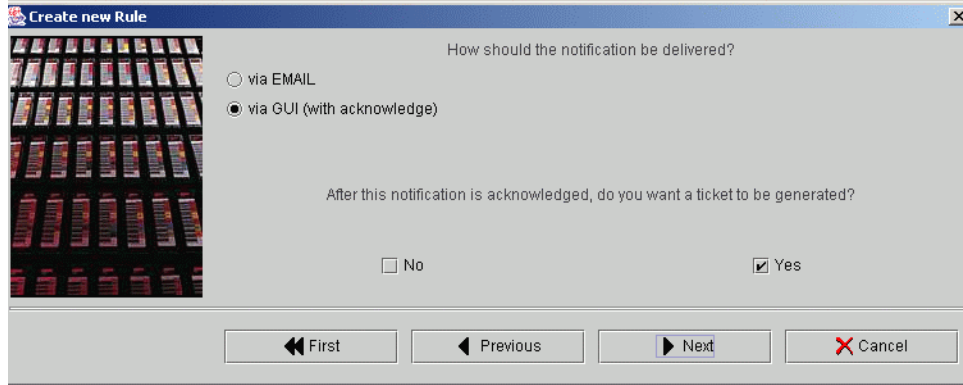 Create new Rule
How should the notification be delivered?
via EMAIL
via GUI (with acknowledge)
After this notification is acknowledged, do you want a ticket to be generated?
No Yes
First Previous Next Cancel